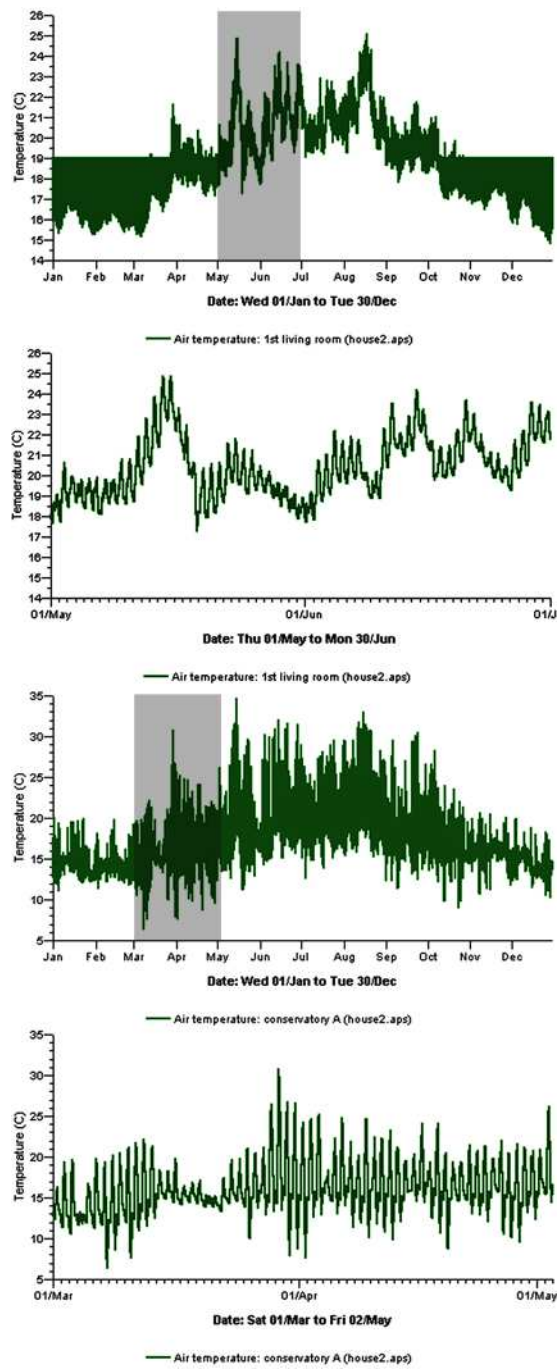 26
25
24
23
22
21
20
19
18
17
16
15
14
Temperature (C)
Jan Feb Mar Apr May Jun Jul Aug Sep Oct Nov Dec
Date: Wed 01/Jan to Tue 30/Dec
Air temperature: 1st living room (house2.aps)
26
25
24
23
22
21
20
19
18
17
16
15
14
Temperature (C)
01/May 01/Jun 01/J
Date: Thu 01/May to Mon 30/Jun
Air temperature: 1st living room (house2.aps)
35
30
25
20
15
10
5
Temperature (C)
Jan Feb Mar Apr May Jun Jul Aug Sep Oct Nov Dec
Date: Wed 01/Jan to Tue 30/Dec
Air temperature: conservatory A (house2.aps)
35
30
25
20
15
10
5
Temperature (C)
01/Mar 01/Apr 01/May
Date: Sat 01/Mar to Fri 02/May
Air temperature: conservatory A (house2.aps)